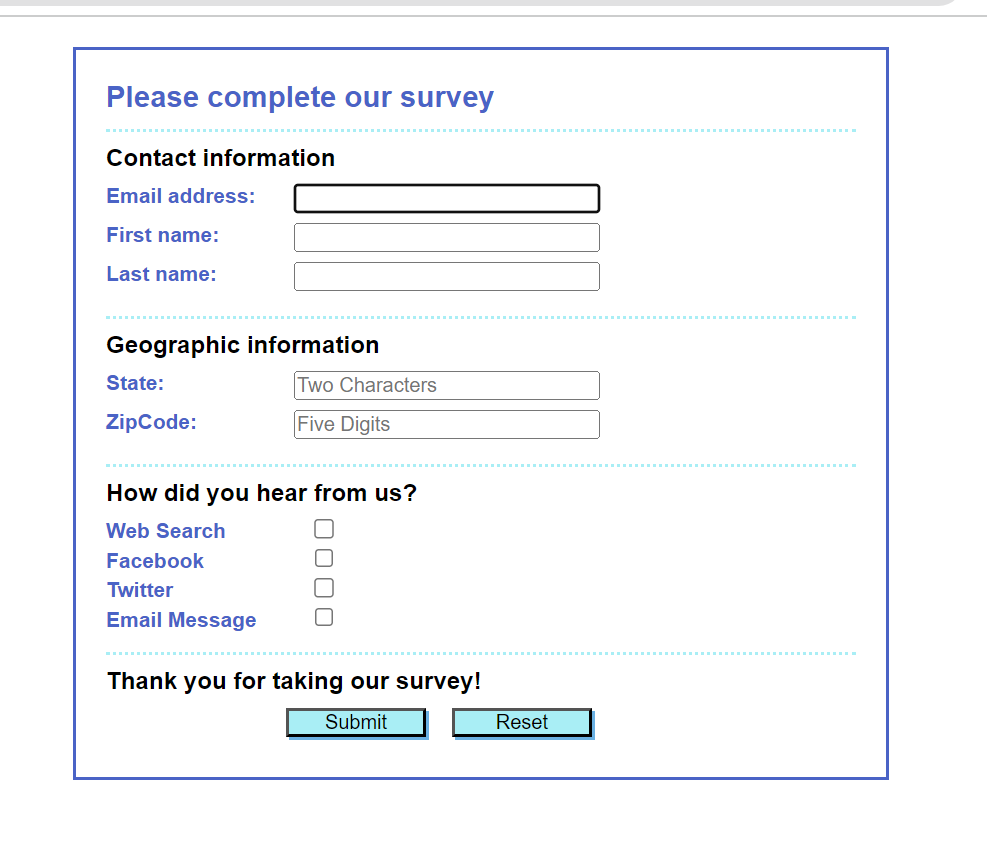 Please complete our survey
Contact information
Email address:
First name:
Last name:
Geographic information
State: Two Characters
ZipCode: Five Digits
How did you hear from us?
Web Search
Facebook
Twitter
Email Message
Thank you for taking our survey!
Submit Reset